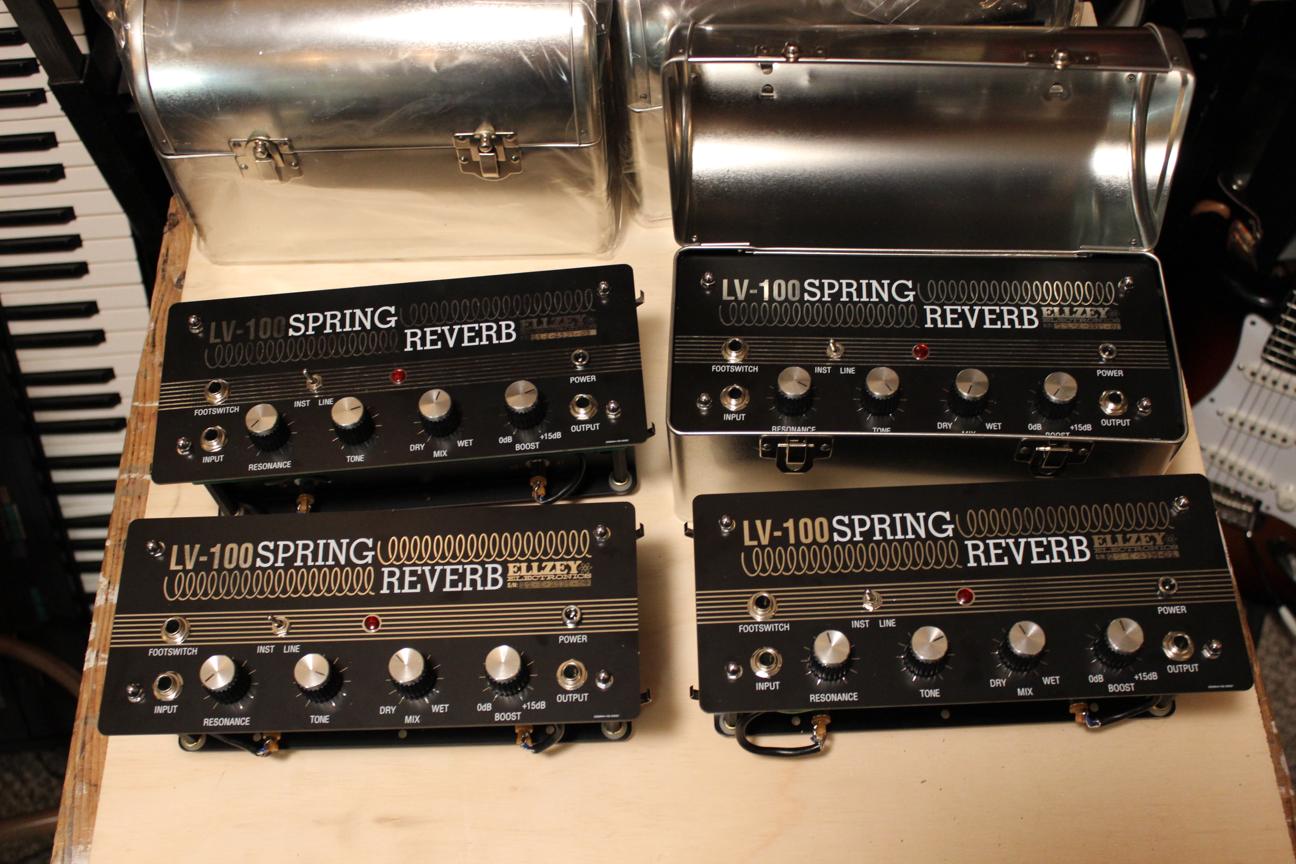 LV-100 SPRING
REVERB ELLZEY
FOOTSWITCH
INST LINE
POWER
INPUT
RESONANCE
TONE
DRY WET
MIX
0dB +15dB
BOOST
OUTPUT
LV-100 SPRING
REVERB ELLZEY
FOOTSWITCH
INST LINE
POWER
INPUT
RESONANCE
TONE
DRY WET
MIX
0dB +15dB
BOOST
OUTPUT
LV-100 SPRING
REVERB ELLZEY
ELECTRONICS
FOOTSWITCH
INST LINE
POWER
INPUT
RESONANCE
TONE
DRY WET
MIX
0dB +15dB
BOOST
OUTPUT
LV-100 SPRING
REVERB ELLZEY
ELECTRONICS
FOOTSWITCH
INST LINE
POWER
INPUT
RESONANCE
TONE
DRY WET
MIX
0dB +15dB
BOOST
OUTPUT